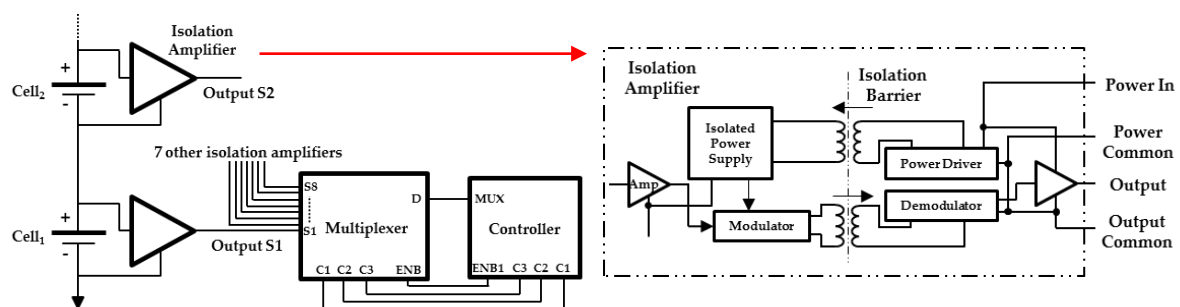 Isolation
Amplifier
+
Cell2
-
Output S2
7 other isolation amplifiers
S8
S1
D
Multiplexer
C1 C2 C3 ENB
MUX
Controller
ENB1 C3 C2 C1
+
Cell1
-
Output S1
Isolation
Amplifier
Isolation
Barrier
Isolated
Power
Supply
Power Driver
Amp
Modulator
Demodulator
Power In
Power
Common
Output
Output
Common